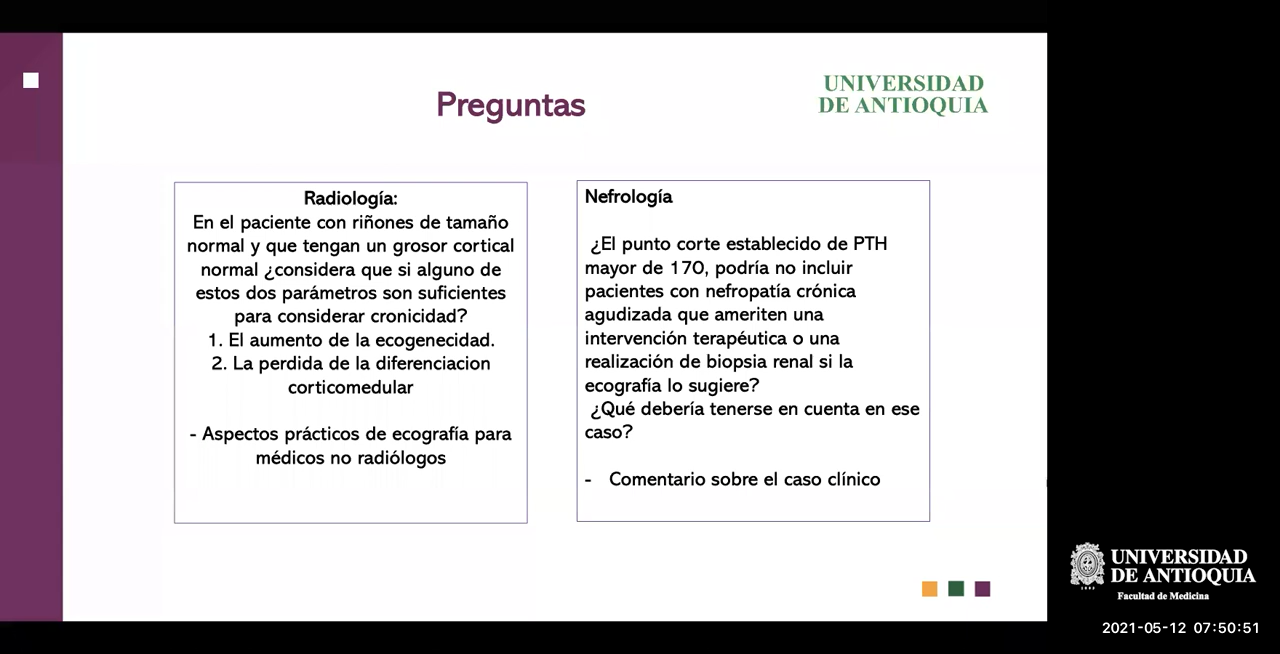 Preguntas
UNIVERSIDAD
DE ANTIOQUIA
Radiología:
En el paciente con riñones de tamaño
normal y que tengan un grosor cortical
normal ¿considera que si alguno de
estos dos parámetros son suficientes
para considerar cronicidad?
1. El aumento de la ecogenecidad.
2. La perdida de la diferenciacion
corticomedular
- Aspectos prácticos de ecografía para
médicos no radiólogos
Nefrología
¿El punto corte establecido de PTH
mayor de 170, podría no incluir
pacientes con nefropatía crónica
agudizada que ameriten una
intervención terapéutica o una
realización de biopsia renal si la
ecografía lo sugiere?
¿Qué debería tenerse en cuenta en ese
caso?
- Comentario sobre el caso clínico
UNIVERSIDAD
DE ANTIOQUIA
Facultad de Medicina
2021-05-12 07:50:51